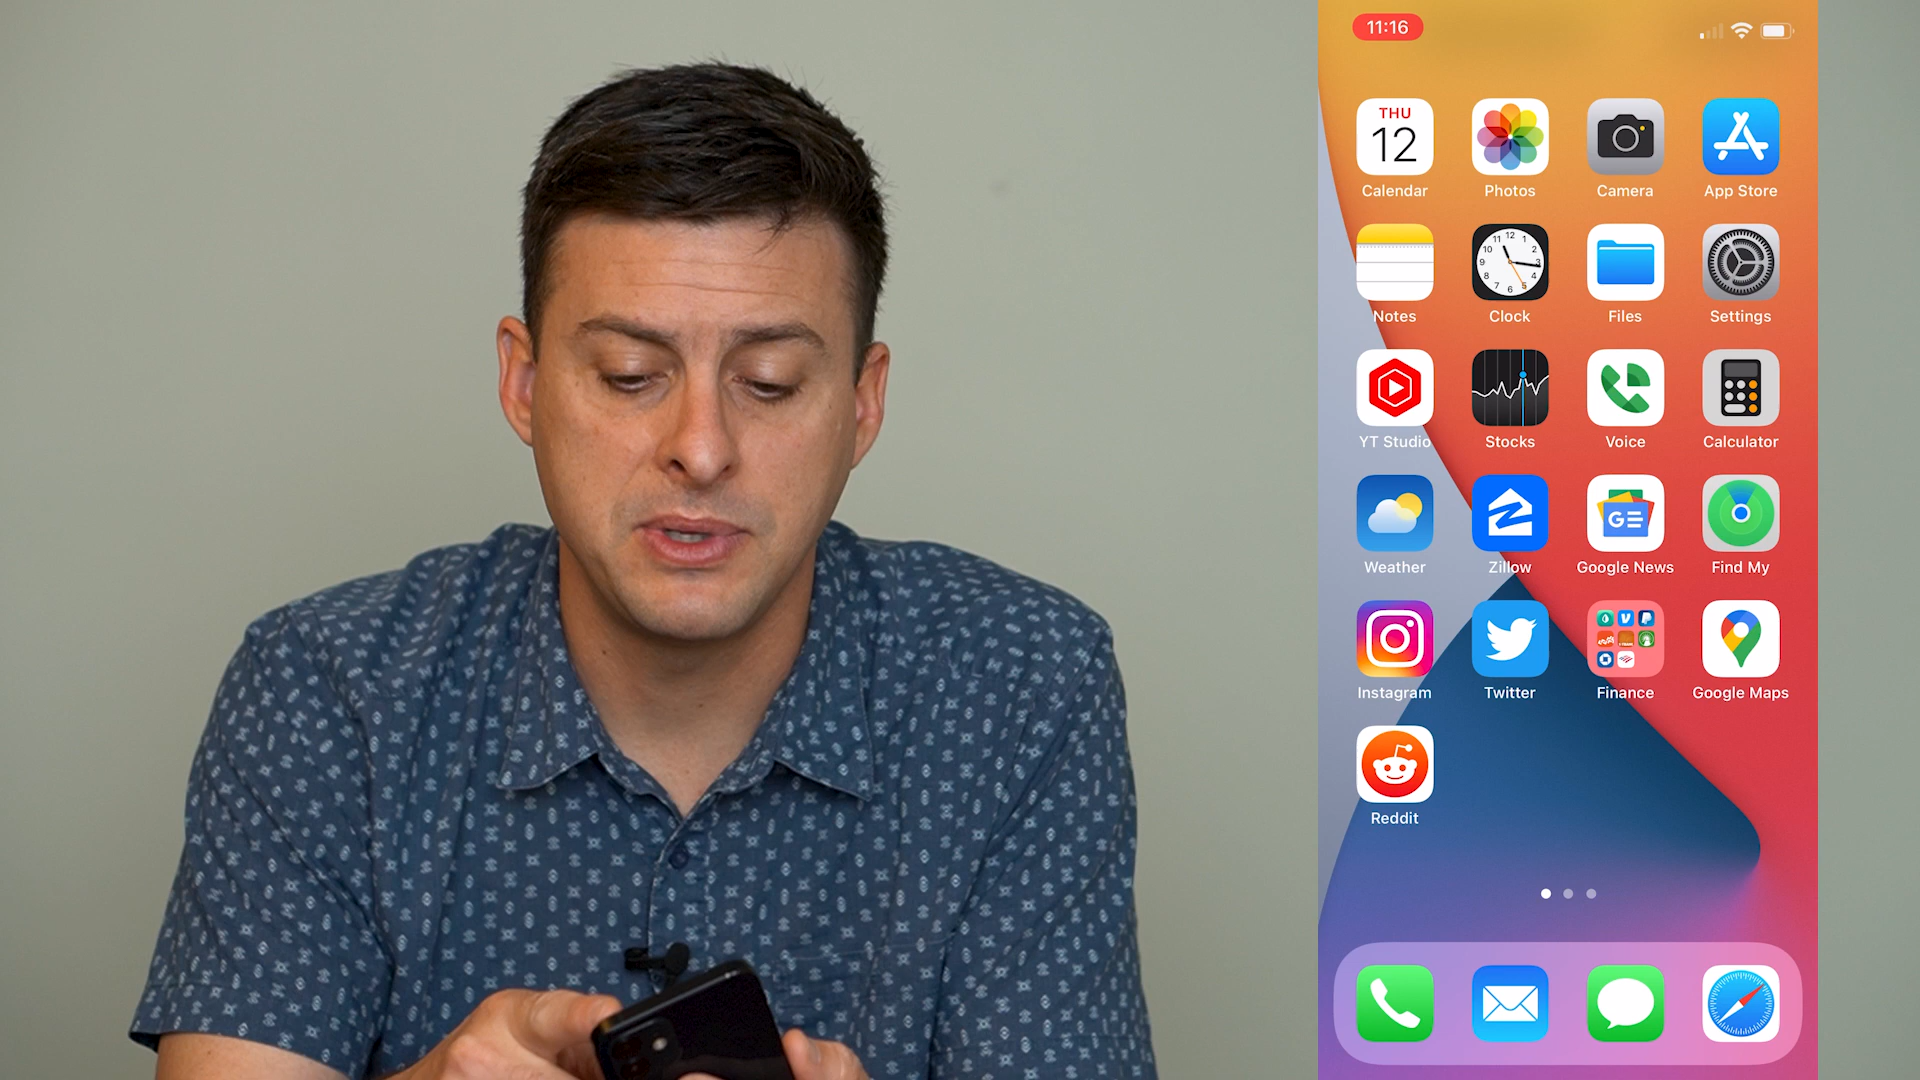 11:16
THU
12
Calendar Photos Camera App Store
Notes Clock Files Settings
YT Studio Stocks Voice Calculator
Weather Zillow Google News Find My
Instagram Twitter Finance Google Maps
Reddit